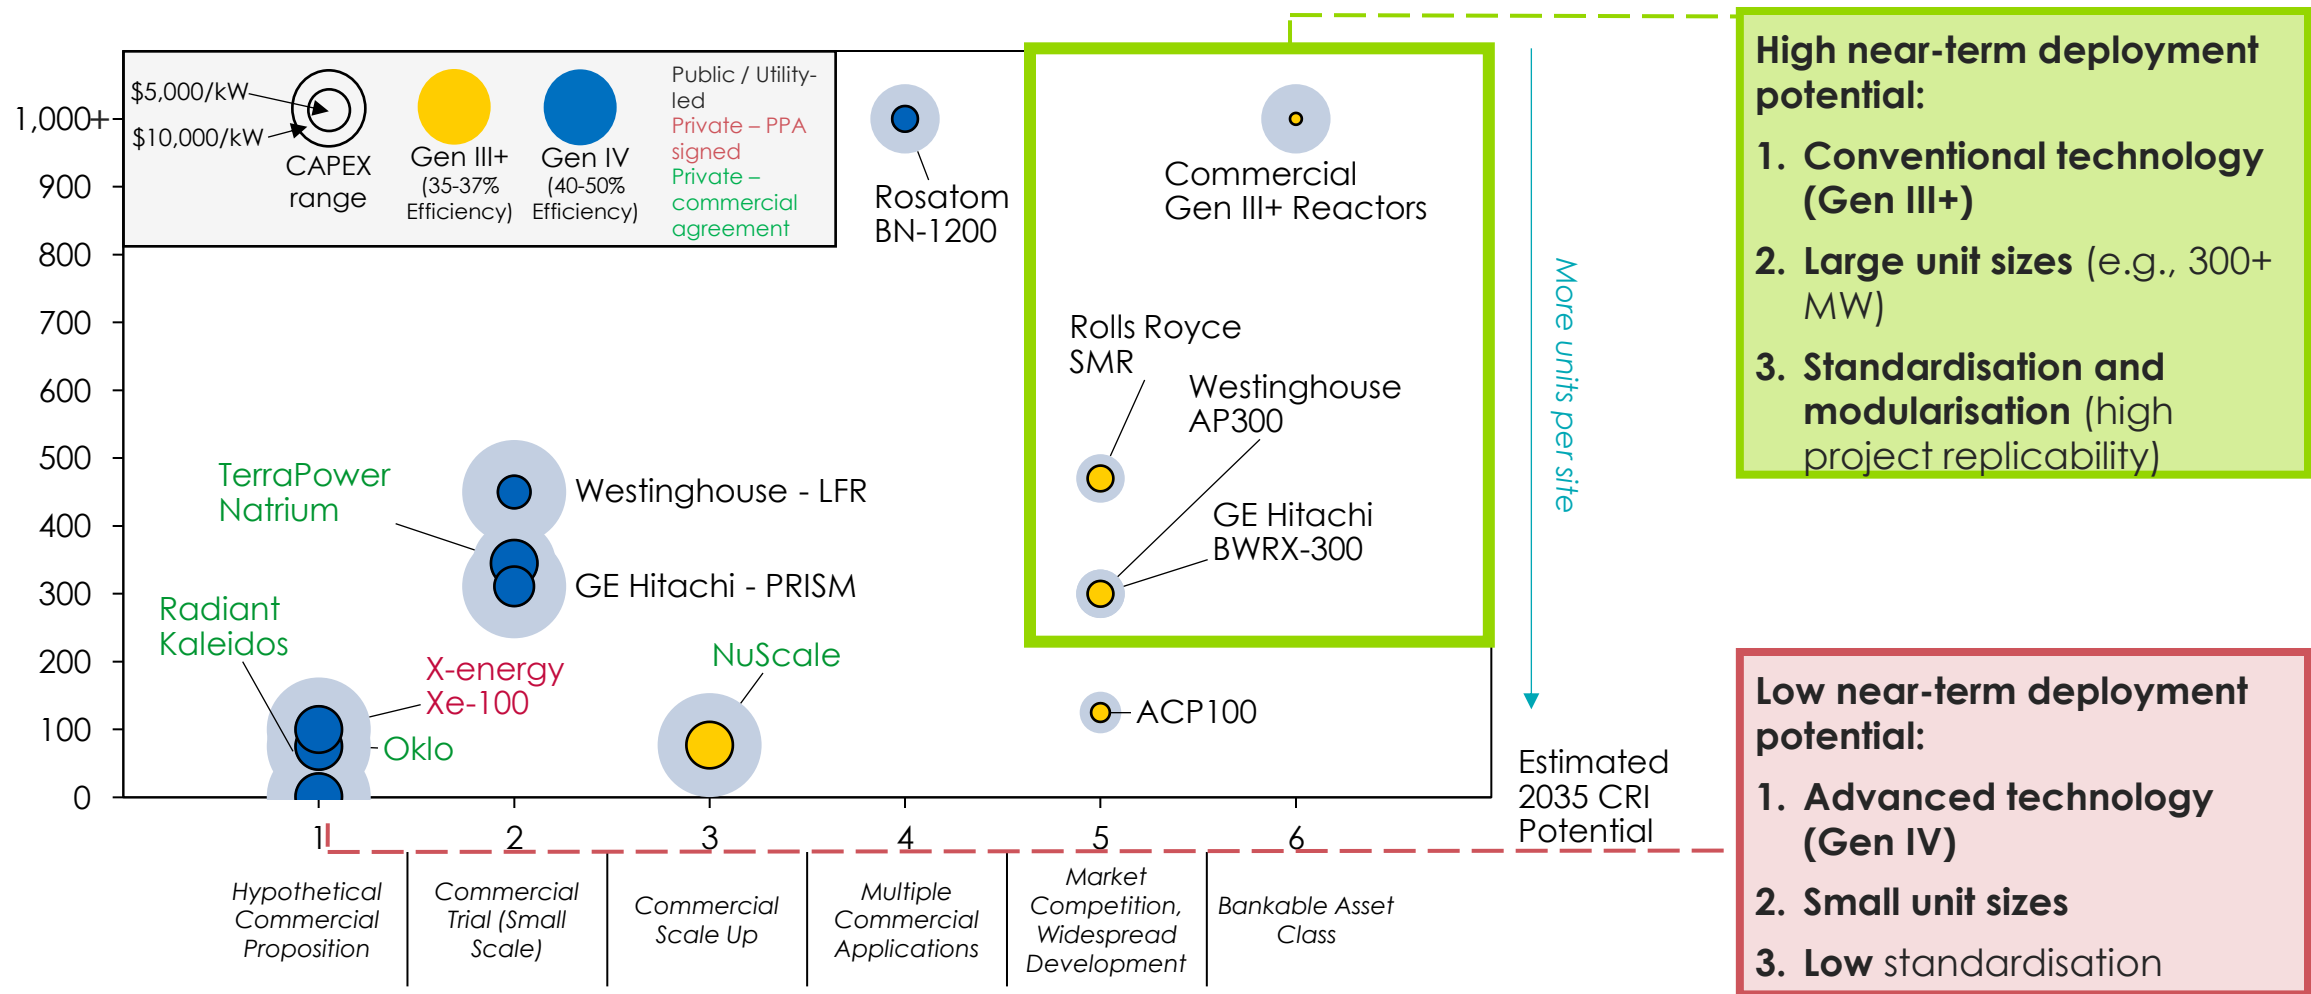 $5,000/kW
$10,000/kW
CAPEX
range
Gen III+
(35-37%
Efficiency)
Gen IV
(40-50%
Efficiency)
Public / Utility-
led
Private – PPA
signed
Private –
commercial
agreement
1,000+
900
800
700
600
500
400
300
200
100
0
Rosatom
BN-1200
Commercial
Gen III+ Reactors
Rolls Royce
SMR
Westinghouse
AP300
GE Hitachi
BWRX-300
TerraPower
Natrium
Westinghouse - LFR
GE Hitachi - PRISM
Radiant
Kaleidos
X-energy
Xe-100
Oklo
NuScale
ACP100
More units per site
Estimated
2035 CRI
Potential
1
2
3
4
5
6
Hypothetical
Commercial
Proposition
Commercial
Trial (Small
Scale)
Commercial
Scale Up
Multiple
Commercial
Applications
Market
Competition,
Widespread
Development
Bankable Asset
Class
High near-term deployment
potential:
1. Conventional technology
(Gen III+)
2. Large unit sizes (e.g., 300+
MW)
3. Standardisation and
modularisation (high
project replicability)
Low near-term deployment
potential:
1. Advanced technology
(Gen IV)
2. Small unit sizes
3. Low standardisation